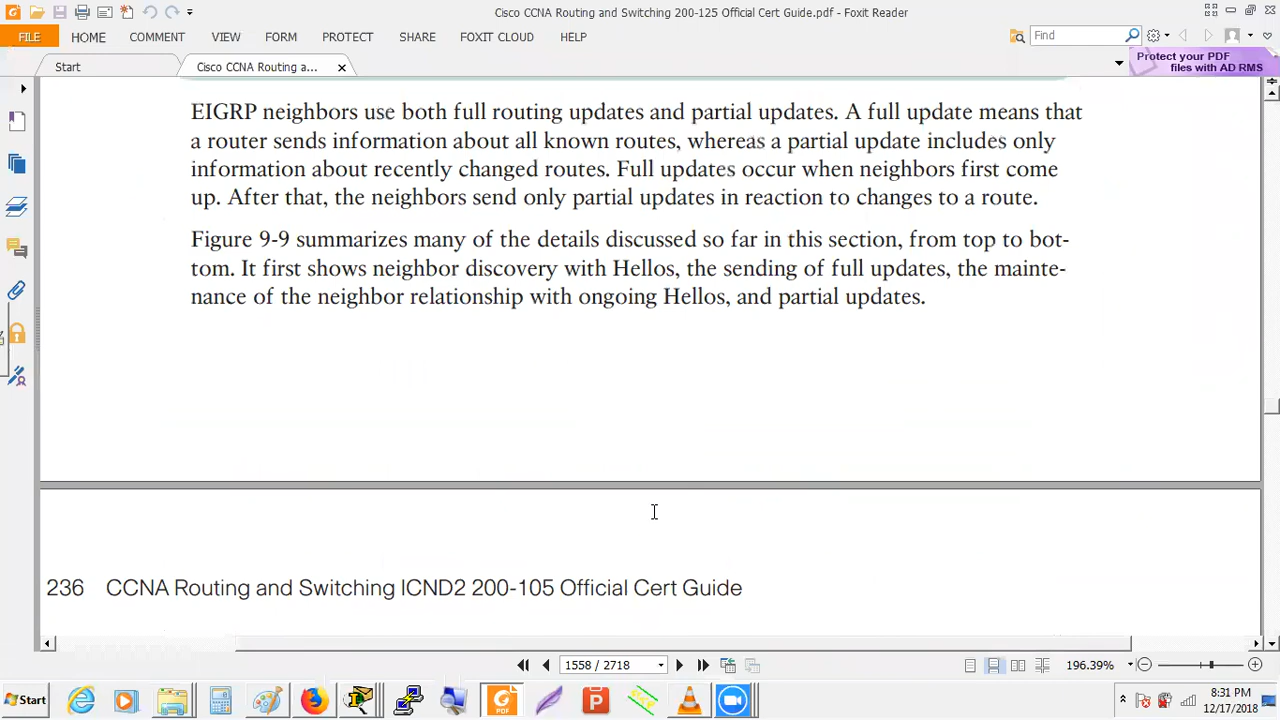 Cisco CCNA Routing and Switching 200-125 Official Cert Guide.pdf - Foxit Reader
FILE HOME COMMENT VIEW FORM PROTECT SHARE FOXIT CLOUD HELP
Find
Start
Cisco CCNA Routing a...
Protect your PDF
files with AD RMS
EIGRP neighbors use both full routing updates and partial updates. A full update means that
a router sends information about all known routes, whereas a partial update includes only
information about recently changed routes. Full updates occur when neighbors first come
up. After that, the neighbors send only partial updates in reaction to changes to a route.
Figure 9-9 summarizes many of the details discussed so far in this section, from top to bot-
tom. It first shows neighbor discovery with Hellos, the sending of full updates, the mainte-
nance of the neighbor relationship with ongoing Hellos, and partial updates.
236 CCNA Routing and Switching ICND2 200-105 Official Cert Guide
1558 / 2718
196.39%
Start
8:31 PM
12/17/2018